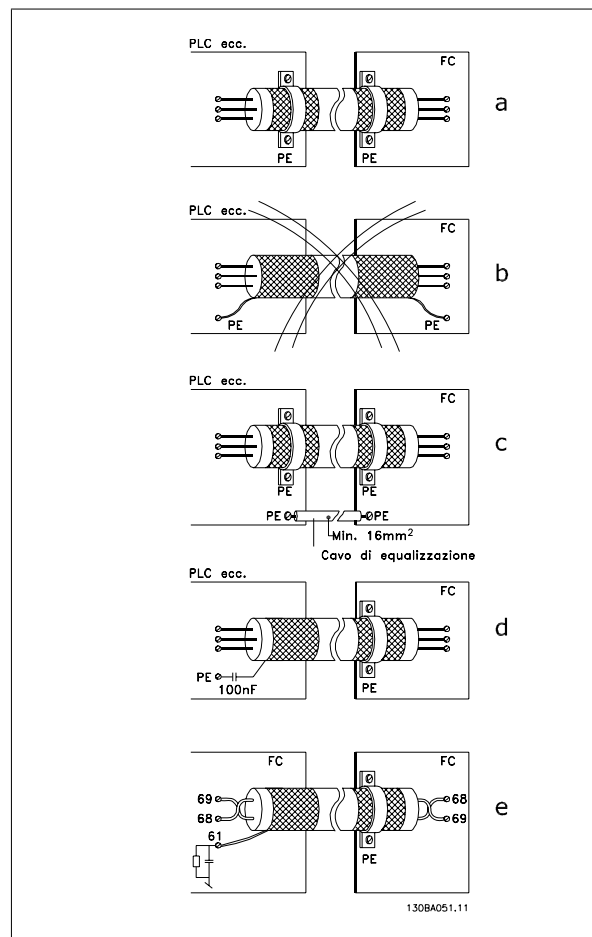 PLC ecc.
FC
a
PE
PE
PLC ecc.
FC
b
PE
PE
PLC ecc.
FC
c
PE
PE
PE
PE
Min. 16mm²
Cavo di equalizzazione
PLC ecc.
FC
d
PE
100nF
PE
FC
FC
69
68
e
68
69
61
PE
130BA051.11